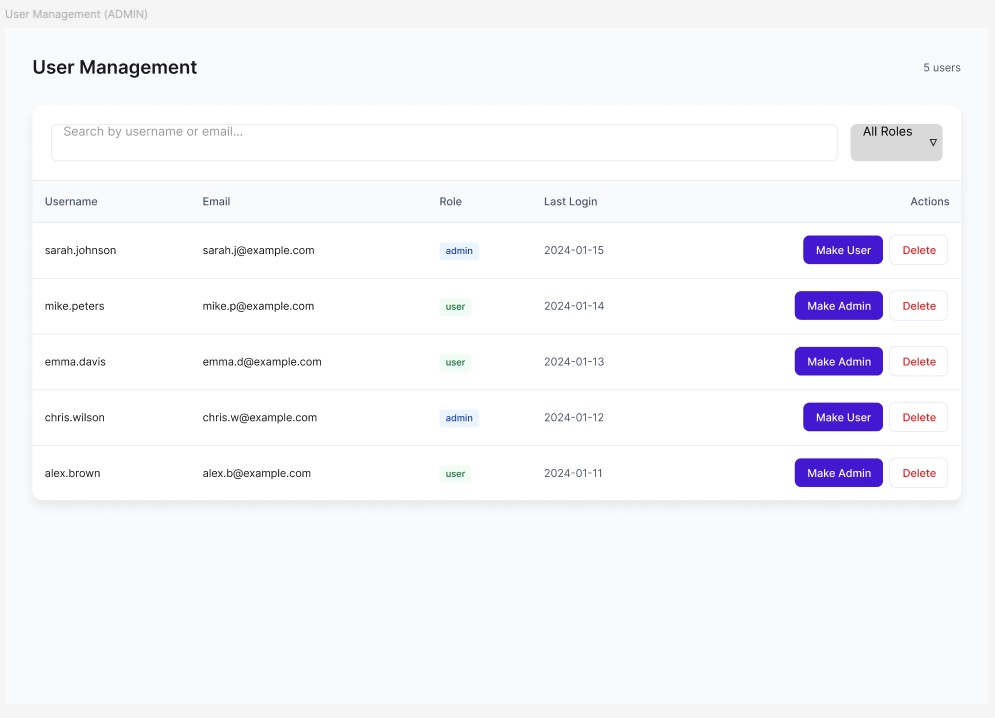 User Management (ADMIN)
User Management
5 users
Search by username or email...
All Roles
Username Email Role Last Login Actions
sarah.johnson sarah.j@example.com admin 2024-01-15 Make User Delete
mike.peters mike.p@example.com user 2024-01-14 Make Admin Delete
emma.davis emma.d@example.com user 2024-01-13 Make Admin Delete
chris.wilson chris.w@example.com admin 2024-01-12 Make User Delete
alex.brown alex.b@example.com user 2024-01-11 Make Admin Delete